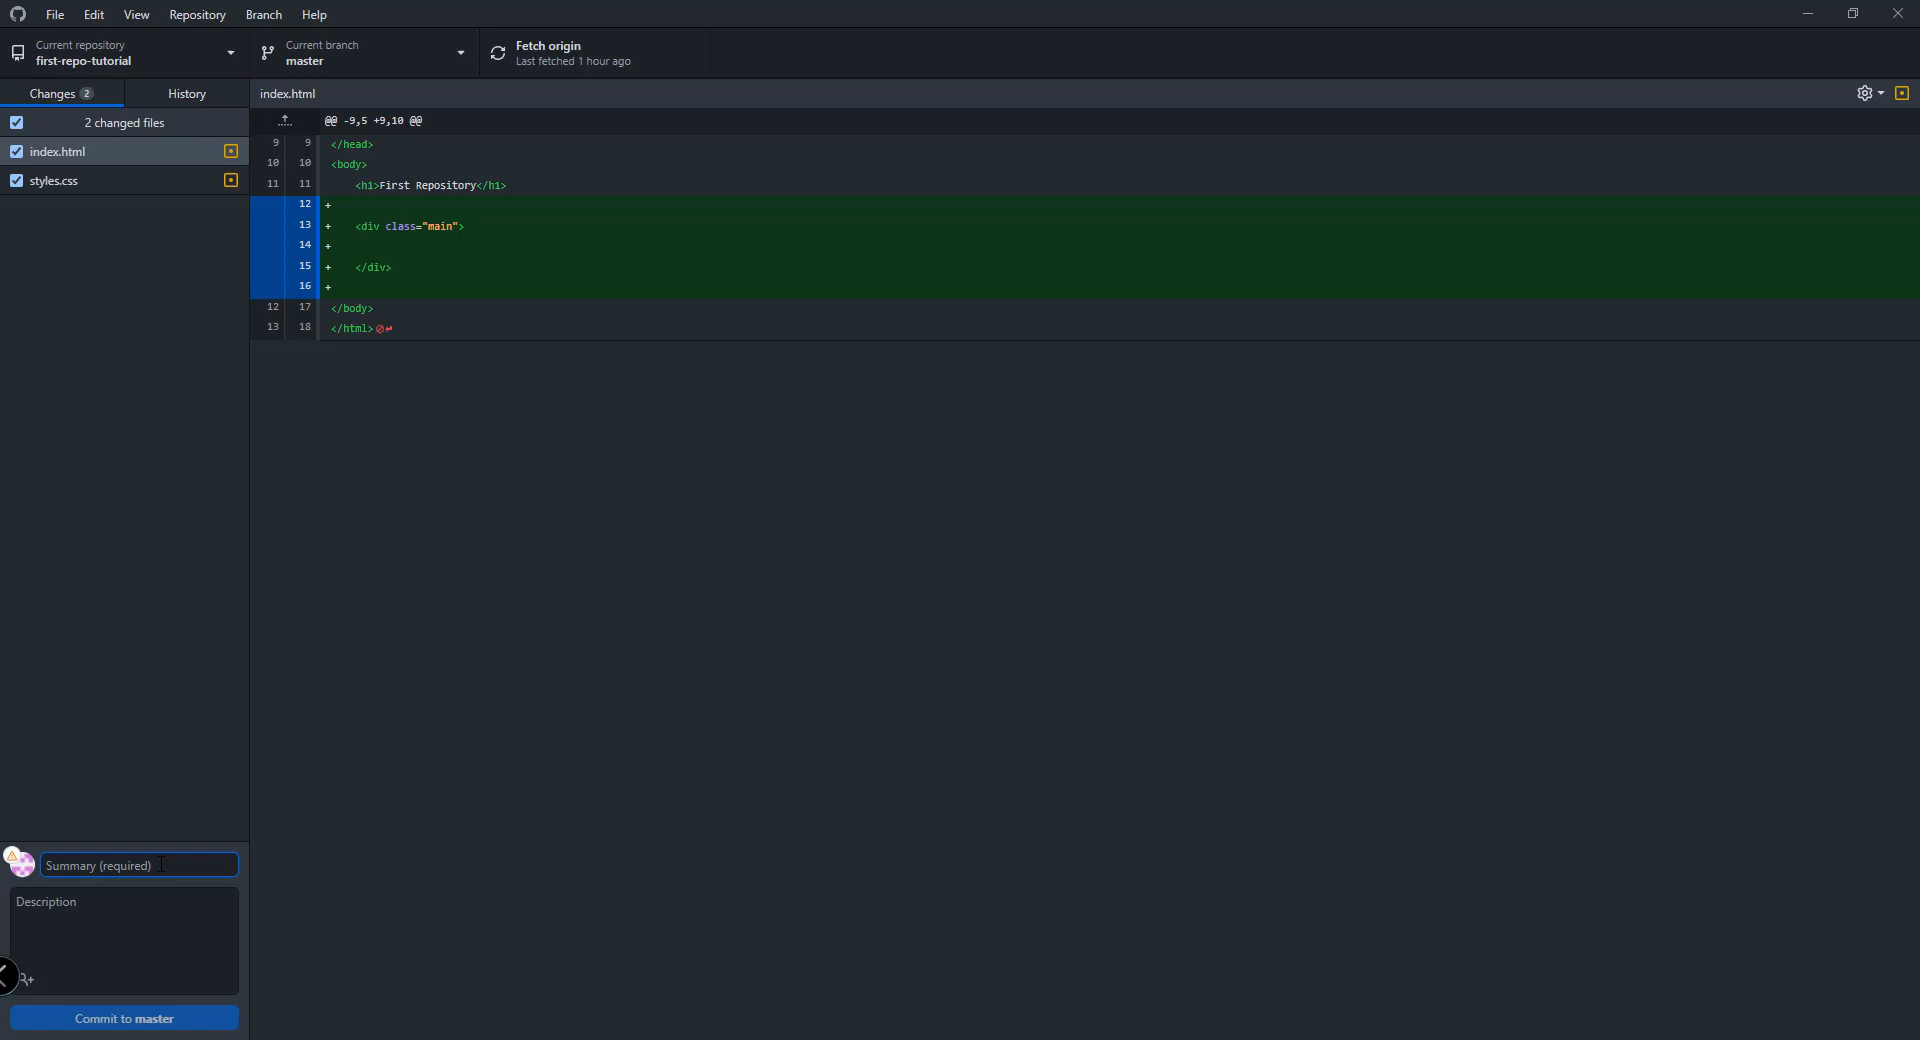 File Edit View Repository Branch Help
Current repository
first-repo-tutorial
Current branch
master
Fetch origin
Last fetched 1 hour ago
Changes 2 History
index.html
2 changed files
index.html
styles.css
@@ -9,5 +9,10 @@
9 9 </head>
10 10 <body>
11 11 <h1>First Repository</h1>
12 +
13 + <div class="main">
14 +
15 + </div>
16 +
12 17 </body>
13 18 </html>
Summary (required)
Description
Commit to master